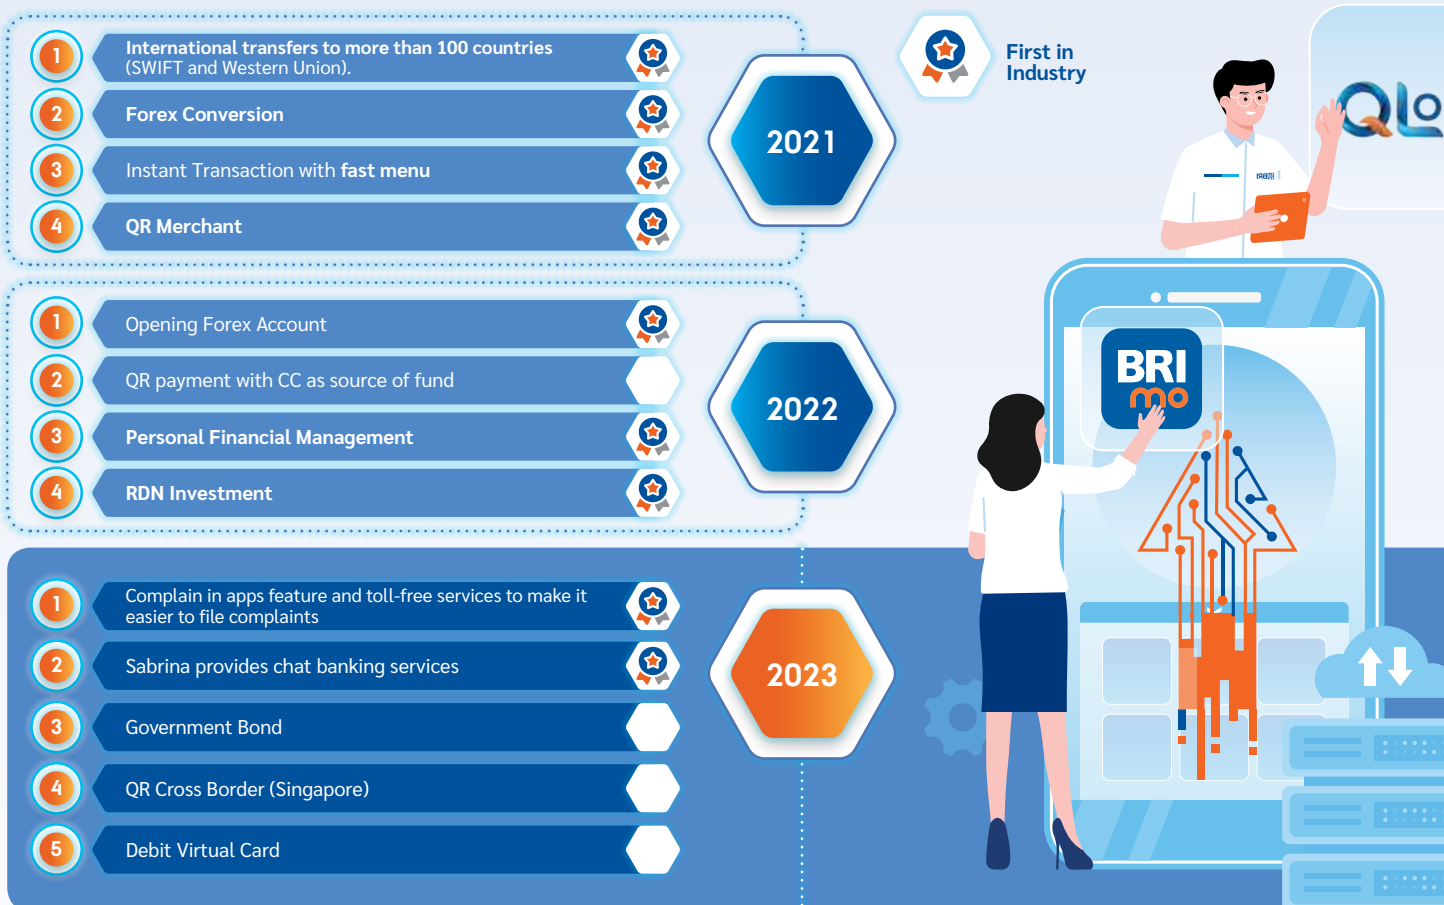 1
International transfers to more than 100 countries
(SWIFT and Western Union).
2
Forex Conversion
3
Instant Transaction with fast menu
4
QR Merchant
2021
First in
Industry
1
Opening Forex Account
2
QR payment with CC as source of fund
3
Personal Financial Management
4
RDN Investment
2022
1
Complain in apps feature and toll-free services to make it
easier to file complaints
2
Sabrina provides chat banking services
3
Government Bond
4
QR Cross Border (Singapore)
5
Debit Virtual Card
2023
QLo
BRI
mo